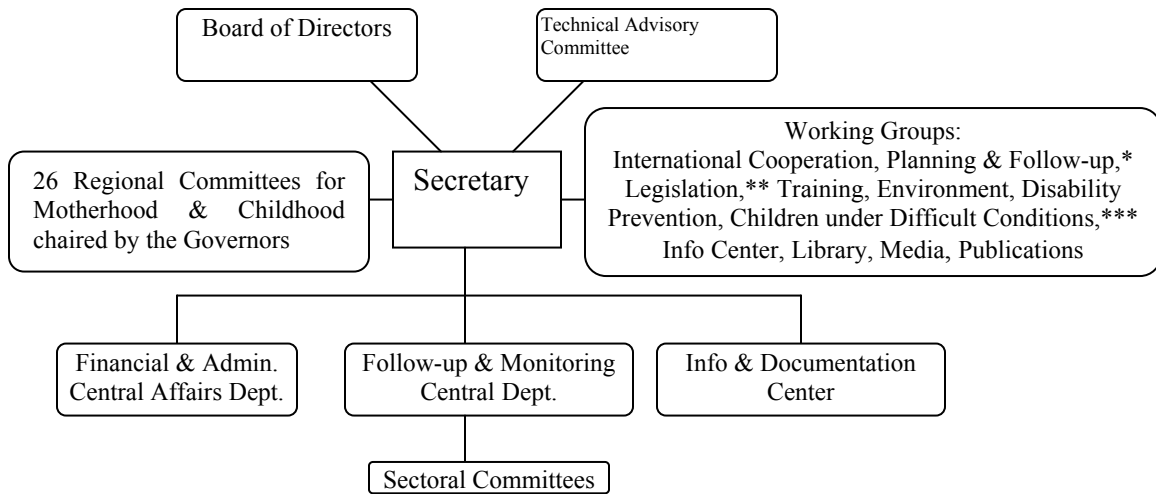 Board of Directors
Technical Advisory
Committee
26 Regional Committees for
Motherhood & Childhood
chaired by the Governors
Secretary
Working Groups:
International Cooperation, Planning & Follow-up,*
Legislation,** Training, Environment, Disability
Prevention, Children under Difficult Conditions,***
Info Center, Library, Media, Publications
Financial & Admin.
Central Affairs Dept.
Follow-up & Monitoring
Central Dept.
Info & Documentation
Center
Sectoral Committees